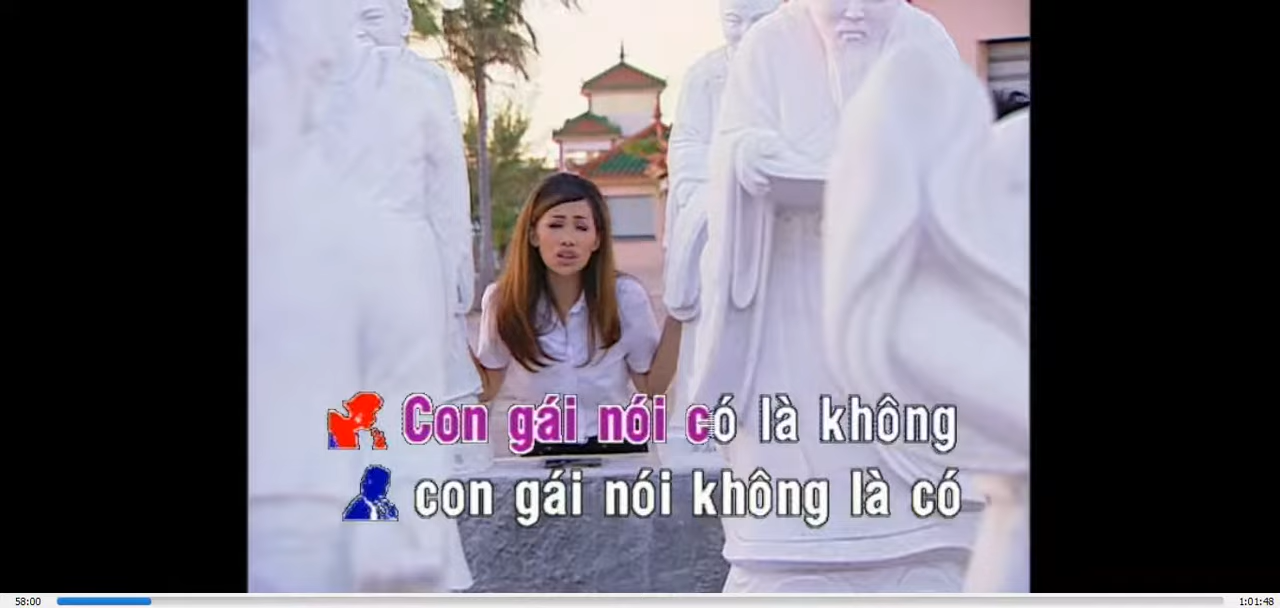 Con gái nói có là không
con gái nói không là có
58:00 1:01:48